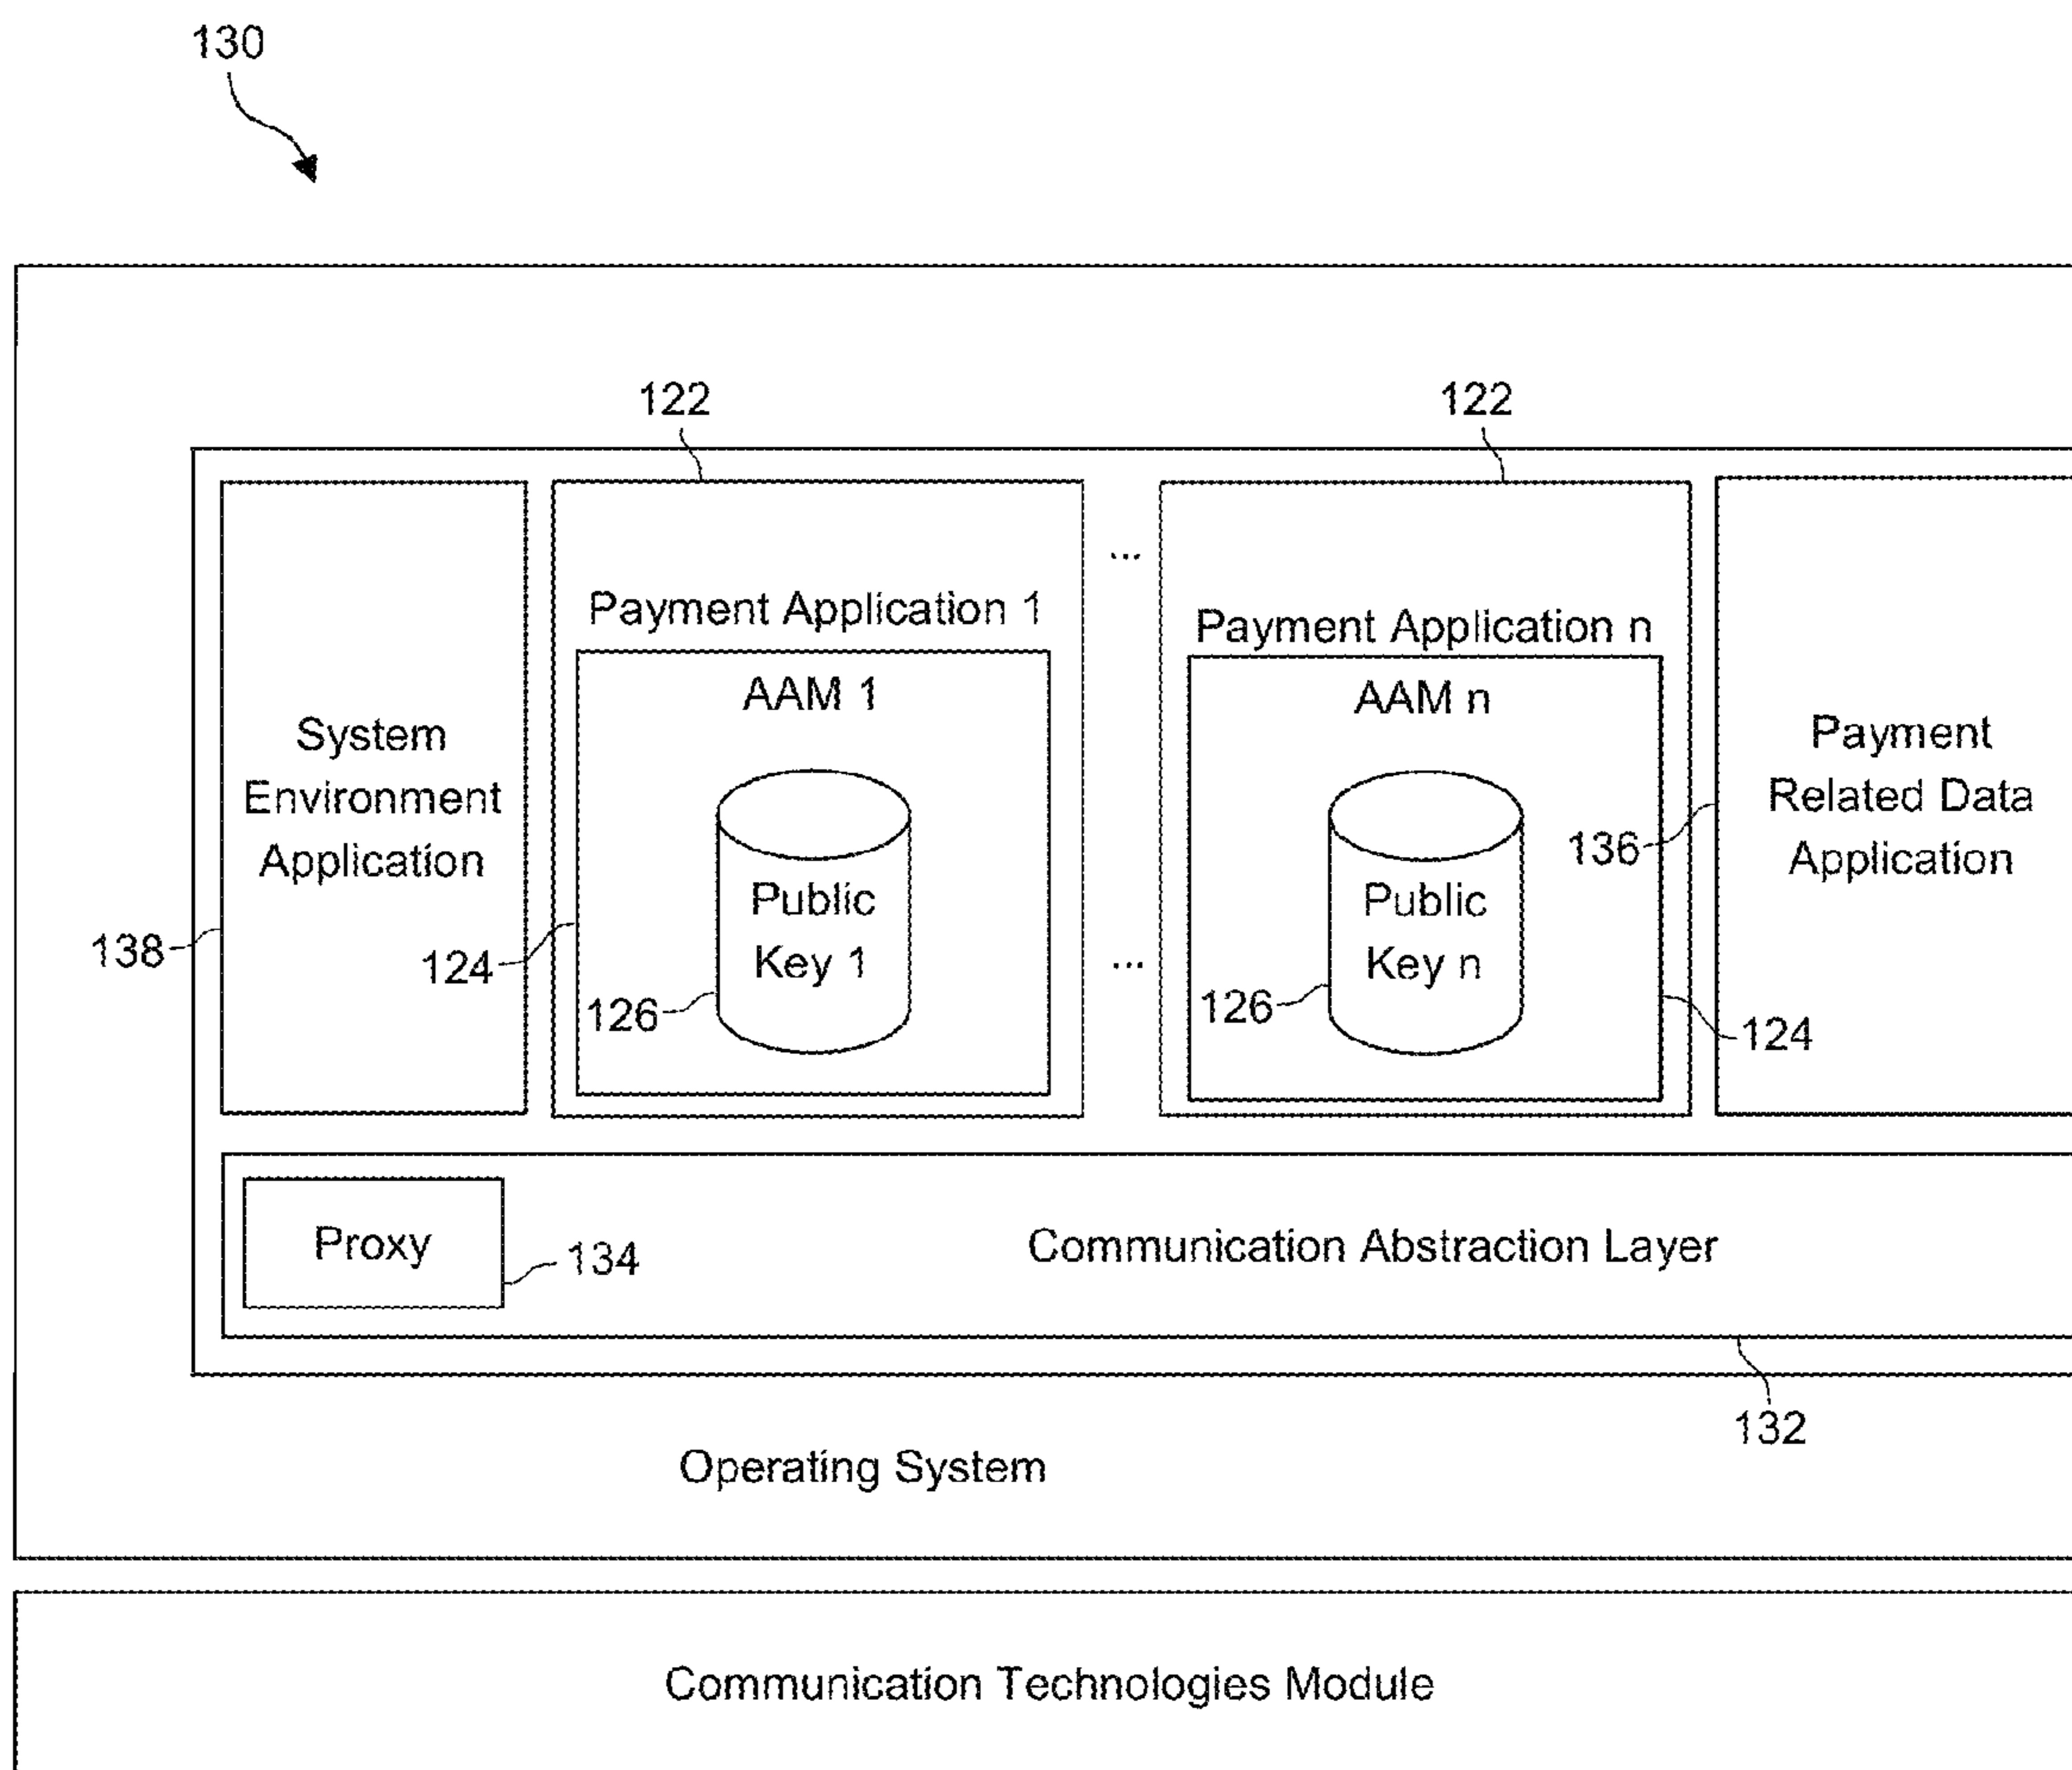 130
122
122
...
Payment Application 1
Payment Application n
AAM 1
AAM n
System
Environment
Application
Payment
Related Data
Application
136
Public
Key 1
Public
Key n
138
124
...
126
126
124
Proxy
134
Communication Abstraction Layer
132
Operating System
Communication Technologies Module